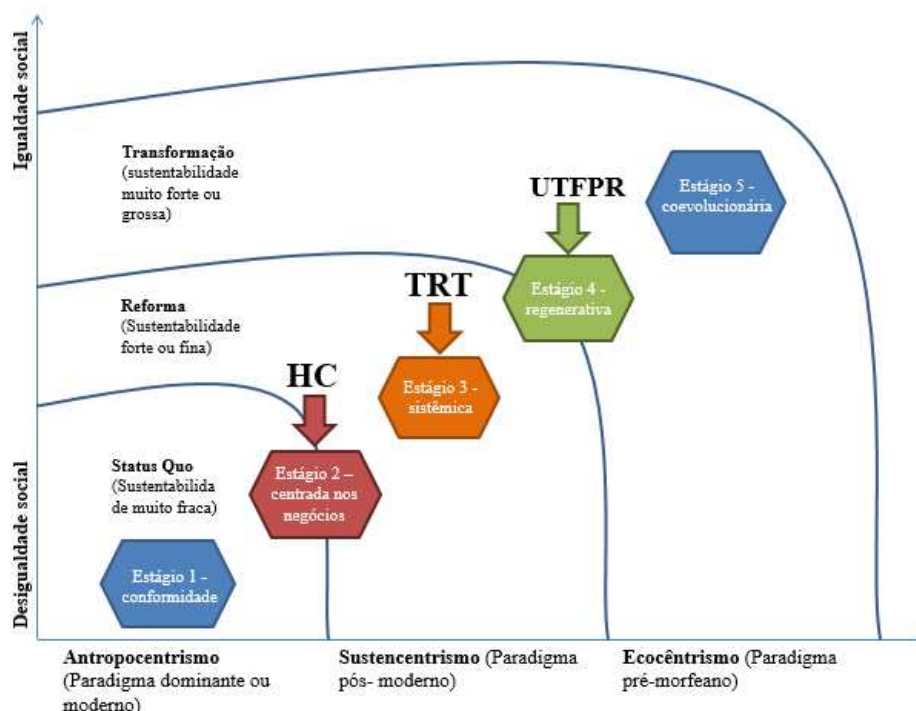 Igualdade social
Desigualdade social
Transformação
(sustentabilidade
muito forte ou
grossa)
UTFPR
Estágio 5 -
coevolucionária
Reforma
(Sustentabilidade
forte ou fina)
TRT
Estágio 4 -
regenerativa
HC
Estágio 3 -
sistêmica
Status Quo
(Sustentabilida
de muito fraca)
Estágio 2 –
centrada nos
negócios
Estágio 1 -
conformidade
Antropocentrismo
(Paradigma dominante ou
moderno)
Sustencentrismo (Paradigma
pós- moderno)
Ecocêntrismo (Paradigma
pré-morfeano)